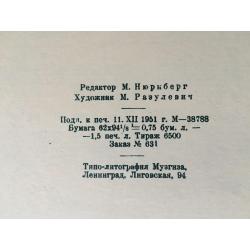 Редактор М. Нюркберг
Художник М. Разулевич
Подп. к печ. 11. XII 1951 г. М—38788
Бумага 62х94¹/₈ — 0,75 бум. л. —
—1,5 печ. л. Тираж 6500
Заказ № 631
Типо-литография Музгиза,
Ленинград, Лиговская, 94